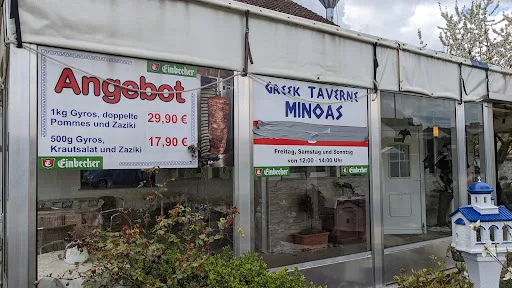 Einbecker
Angebot
1kg Gyros, doppelte
Pommes und Zaziki
29,90 €
500g Gyros,
Krautsalat und Zaziki
17,90 €
Einbecker
GREEK TAVERNE
MINOAS
Freitag, Samstag und Sonntag
von 12:00 - 14:00 Uhr
Einbecker
Einbecker